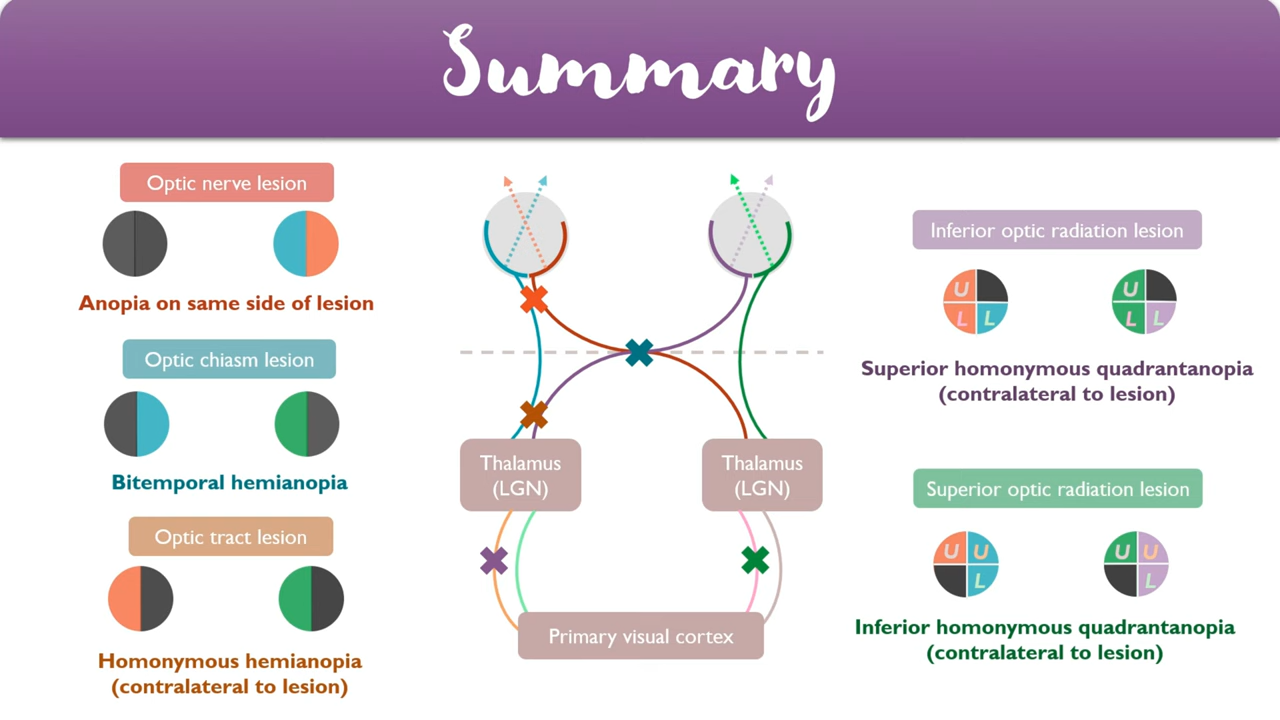 Summary
Optic nerve lesion
Anopia on same side of lesion
Optic chiasm lesion
Bitemporal hemianopia
Optic tract lesion
Homonymous hemianopia
(contralateral to lesion)
Thalamus
(LGN)
Thalamus
(LGN)
Primary visual cortex
Inferior optic radiation lesion
U
L L
U
L L
Superior homonymous quadrantanopia
(contralateral to lesion)
Superior optic radiation lesion
U U
L
U U
L
Inferior homonymous quadrantanopia
(contralateral to lesion)